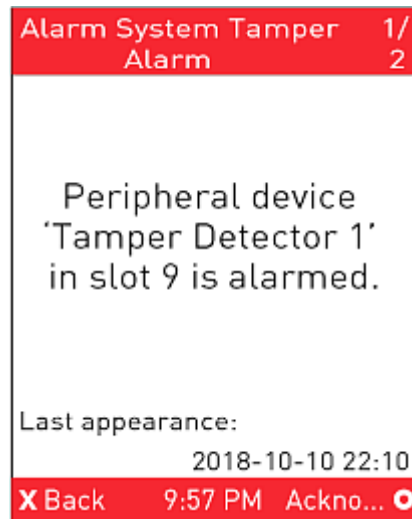 Alarm System Tamper 1/
Alarm 2
Peripheral device
'Tamper Detector 1'
in slot 9 is alarmed.
Last appearance:
2018-10-10 22:10
X Back 9:57 PM Ackno...